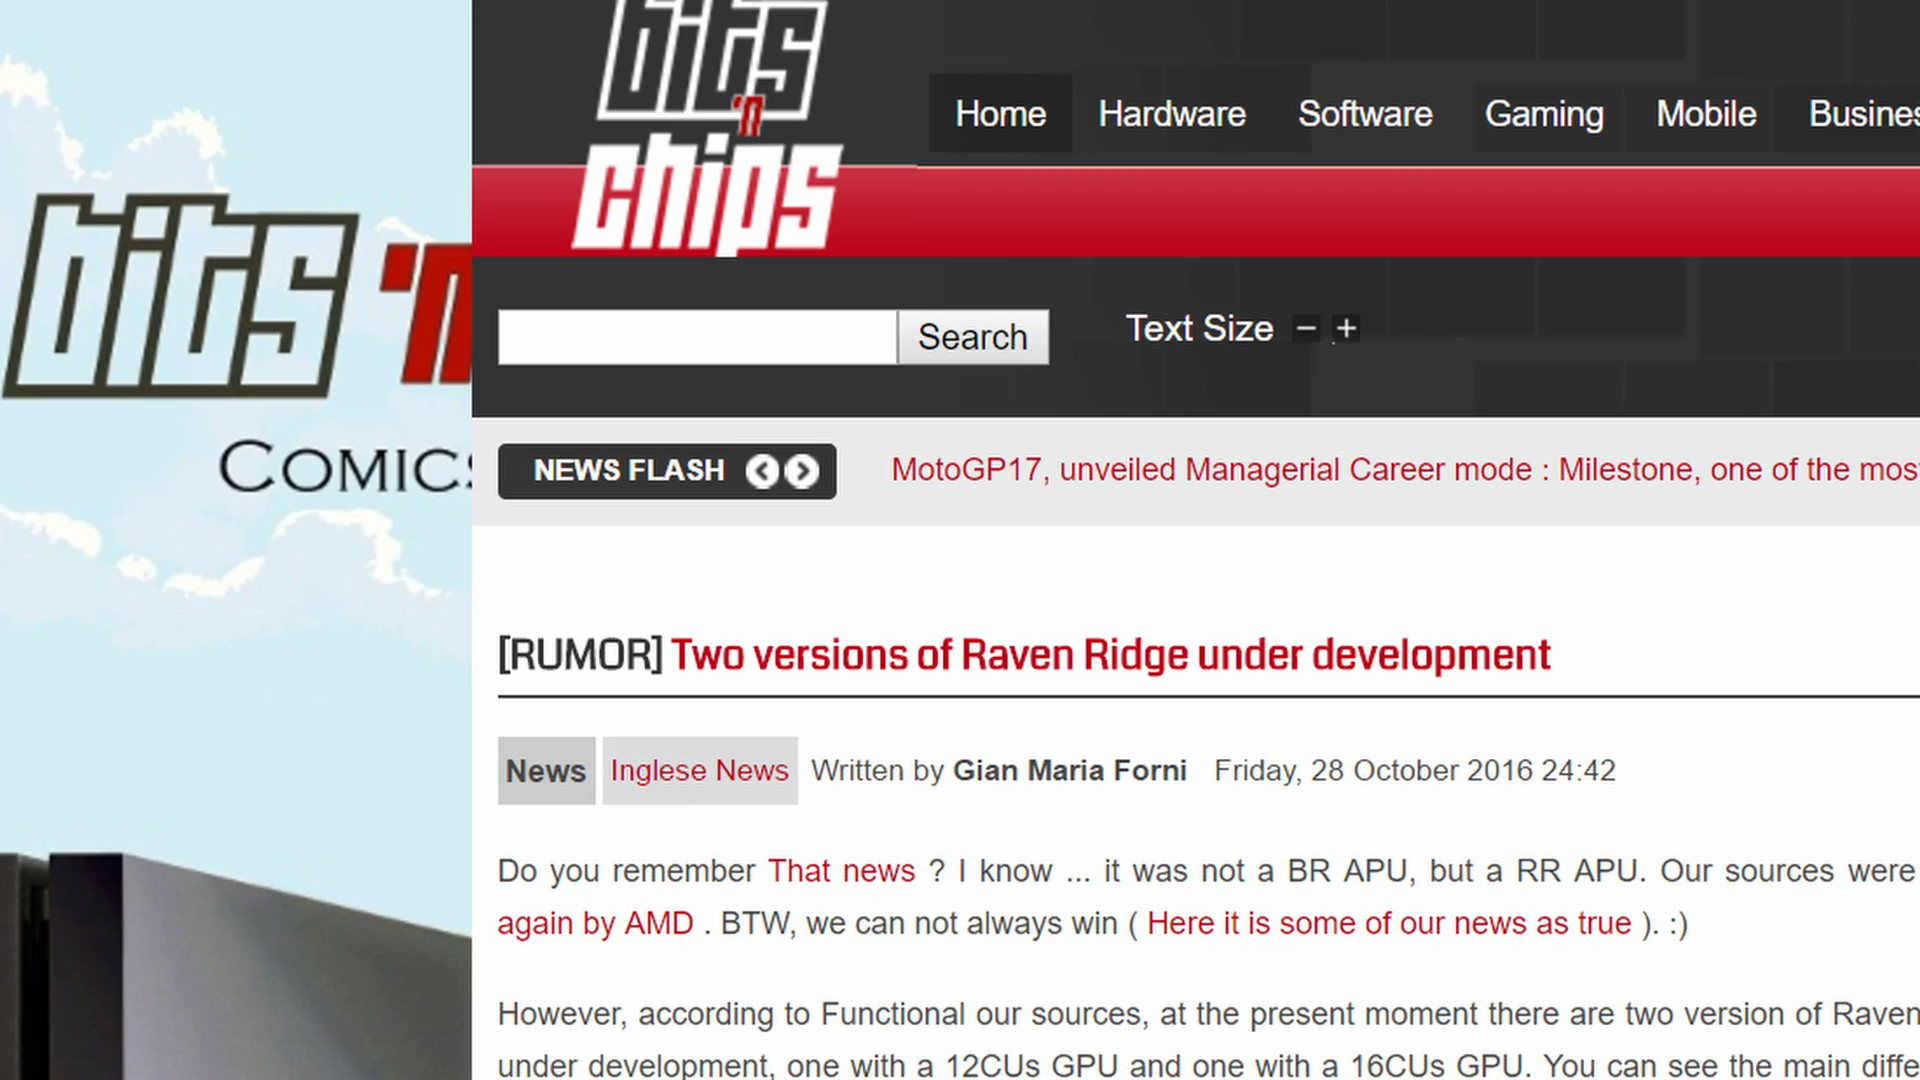 bits
'n
chips
Home Hardware Software Gaming Mobile
bits 'n
COMICS
Search Text Size − +
NEWS FLASH MotoGP17, unveiled Managerial Career mode : Milestone, one of the
[RUMOR] Two versions of Raven Ridge under development
News Inglese News Written by Gian Maria Forni Friday, 28 October 2016 24:42
Do you remember That news ? I know ... it was not a BR APU, but a RR APU. Our sources were
again by AMD . BTW, we can not always win ( Here it is some of our news as true ). :)
However, according to Functional our sources, at the present moment there are two version of Raven
under development, one with a 12CUs GPU and one with a 16CUs GPU. You can see the main